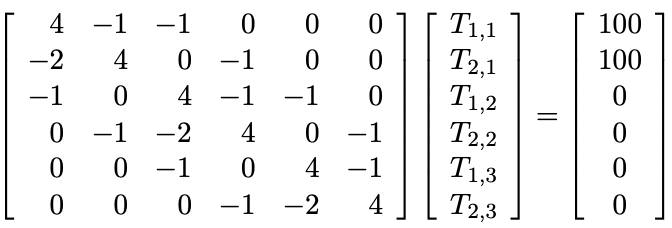 4 −1 −1 0 0 0 T1,1 100
−2 4 0 −1 0 0 T2,1 100
−1 0 4 −1 −1 0 T1,2 = 0
0 −1 −2 4 0 −1 T2,2 0
0 0 −1 0 4 −1 T1,3 0
0 0 0 −1 −2 4 T2,3 0